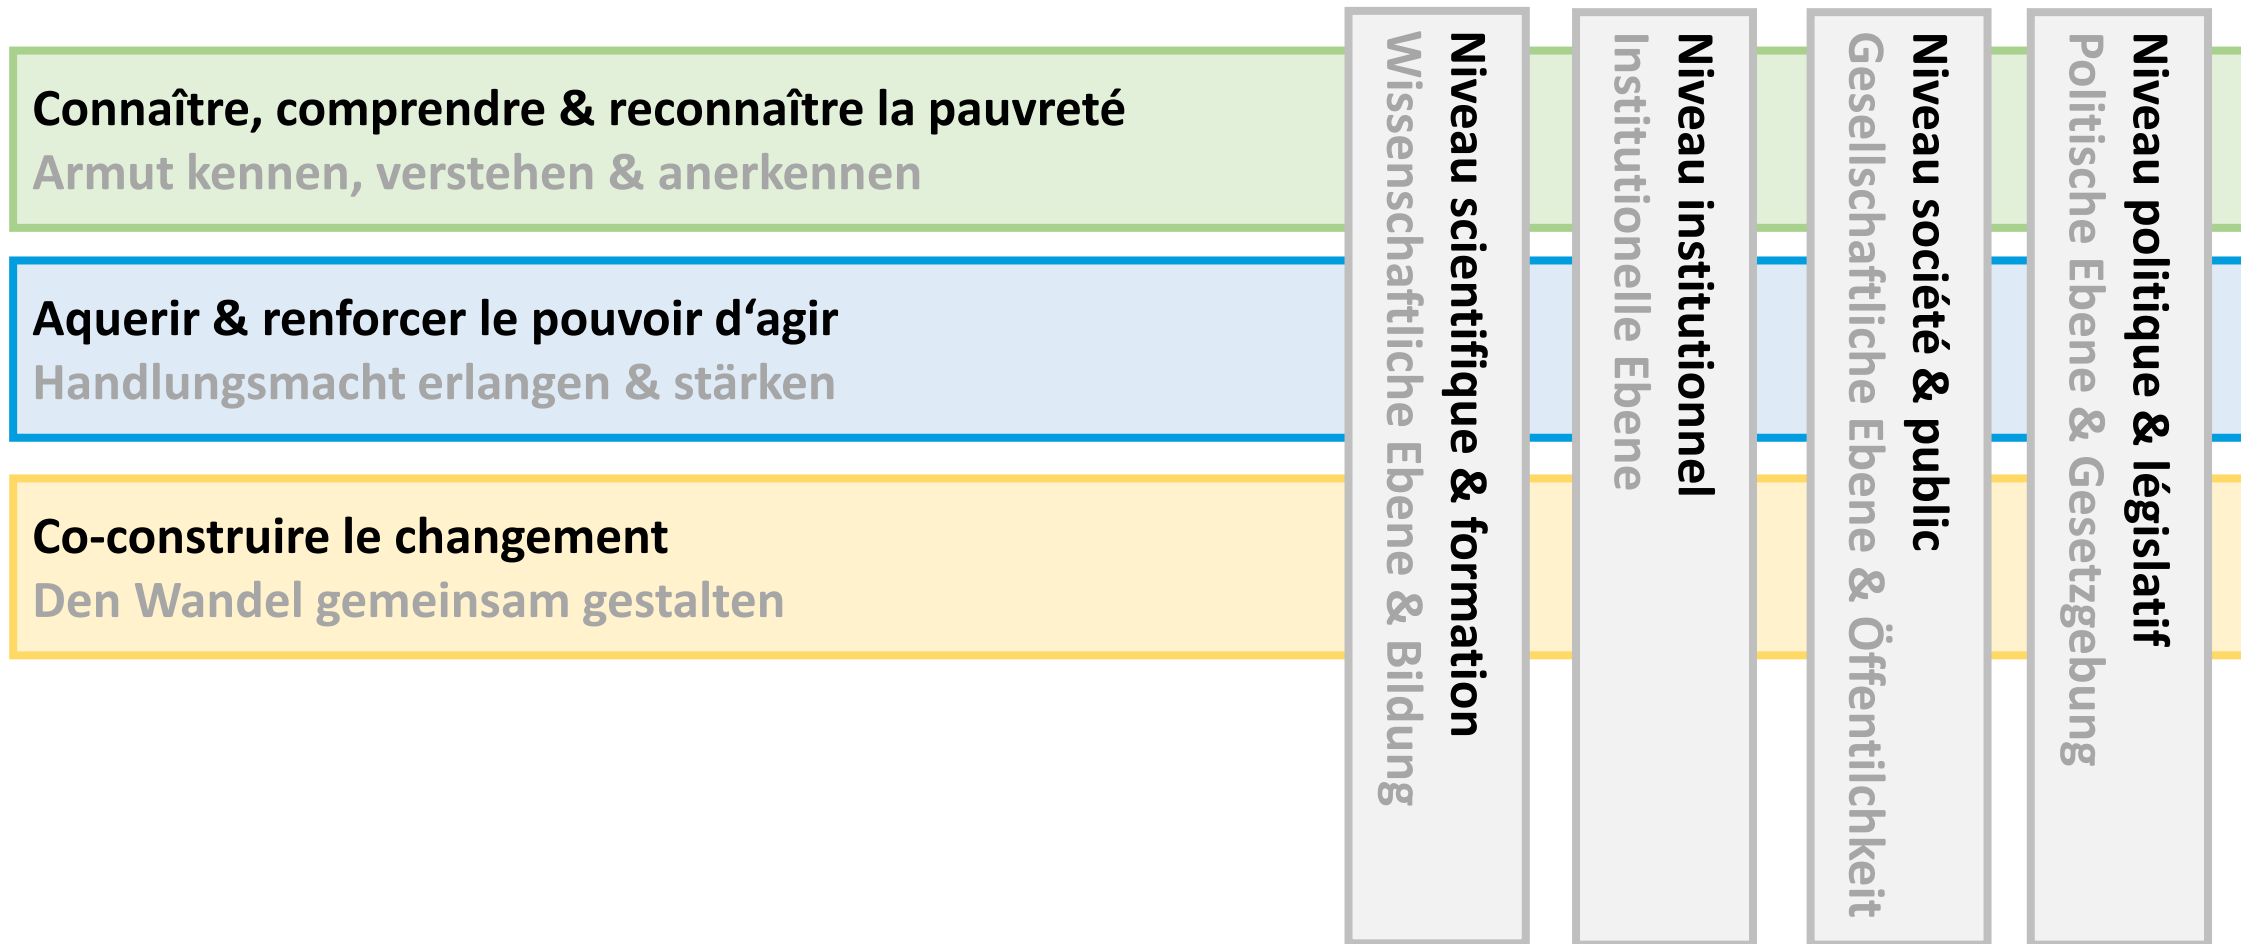 Connaître, comprendre & reconnaître la pauvreté
Armut kennen, verstehen & anerkennen
Aquerir & renforcer le pouvoir d‘agir
Handlungsmacht erlangen & stärken
Co-construire le changement
Den Wandel gemeinsam gestalten
Niveau scientifique & formation
Wissenschaftliche Ebene & Bildung
Niveau institutionnel
Institutionelle Ebene
Niveau société & public
Gesellschaftliche Ebene & Öffentilchkeit
Niveau politique & législatif
Politische Ebene & Gesetzgebung